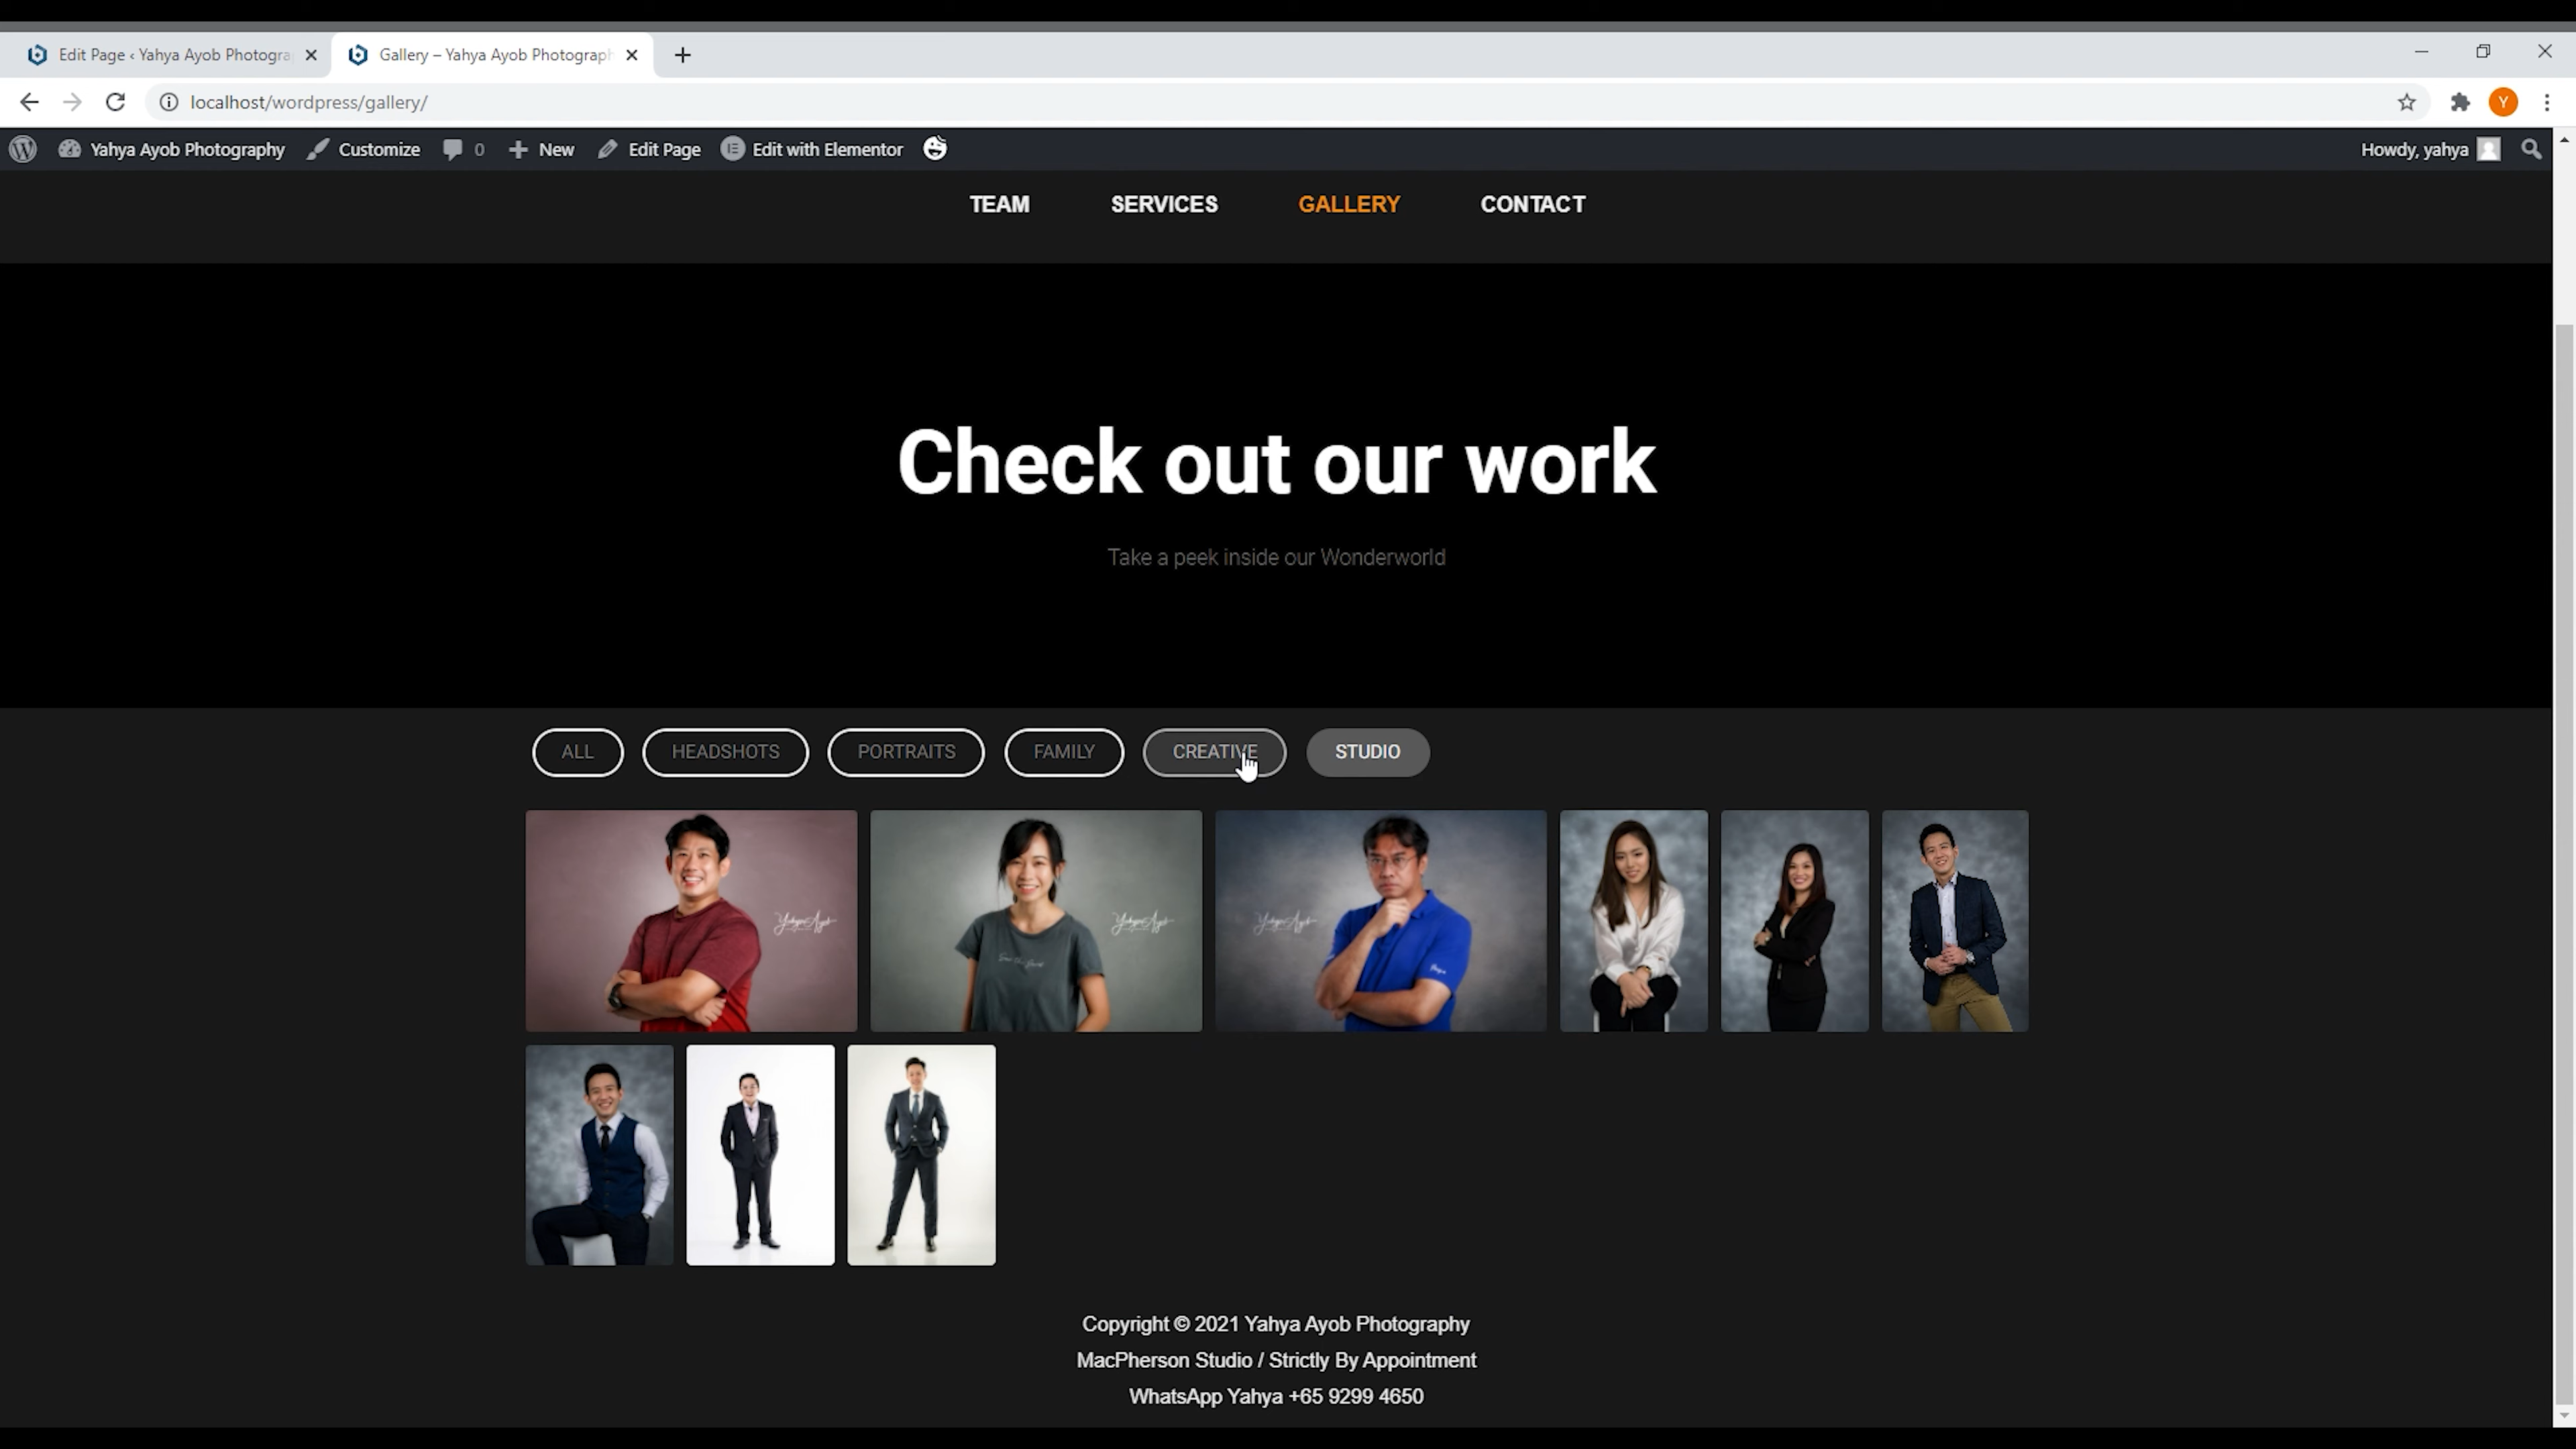 Edit Page ‹ Yahya Ayob Photogra
Gallery – Yahya Ayob Photograph
localhost/wordpress/gallery/
Y
Yahya Ayob Photography
Customize
0
New
Edit Page
Edit with Elementor
Howdy, yahya
TEAM
SERVICES
GALLERY
CONTACT
Check out our work
Take a peek inside our Wonderworld
ALL
HEADSHOTS
PORTRAITS
FAMILY
CREATIVE
STUDIO
YahyaAyob
YahyaAyob
YahyaAyob
Copyright © 2021 Yahya Ayob Photography
MacPherson Studio / Strictly By Appointment
WhatsApp Yahya +65 9299 4650